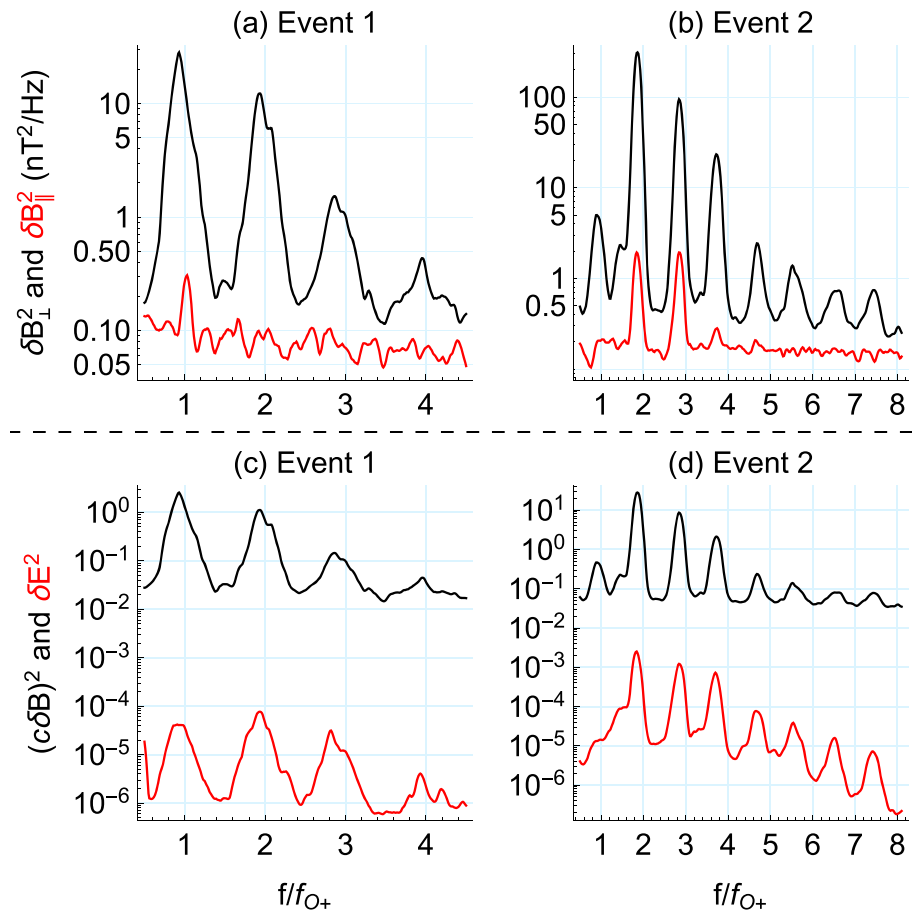 (a) Event 1
(b) Event 2
δB⊥² and δB∥² (nT²/Hz)
10
5
1
0.50
0.10
0.05
100
50
10
5
1
0.5
1 2 3 4
1 2 3 4 5 6 7 8
(c) Event 1
(d) Event 2
(cδB)² and δE²
10⁰
10⁻¹
10⁻²
10⁻³
10⁻⁴
10⁻⁵
10⁻⁶
10¹
10⁰
10⁻¹
10⁻²
10⁻³
10⁻⁴
10⁻⁵
10⁻⁶
1 2 3 4
1 2 3 4 5 6 7 8
f/f_O+
f/f_O+